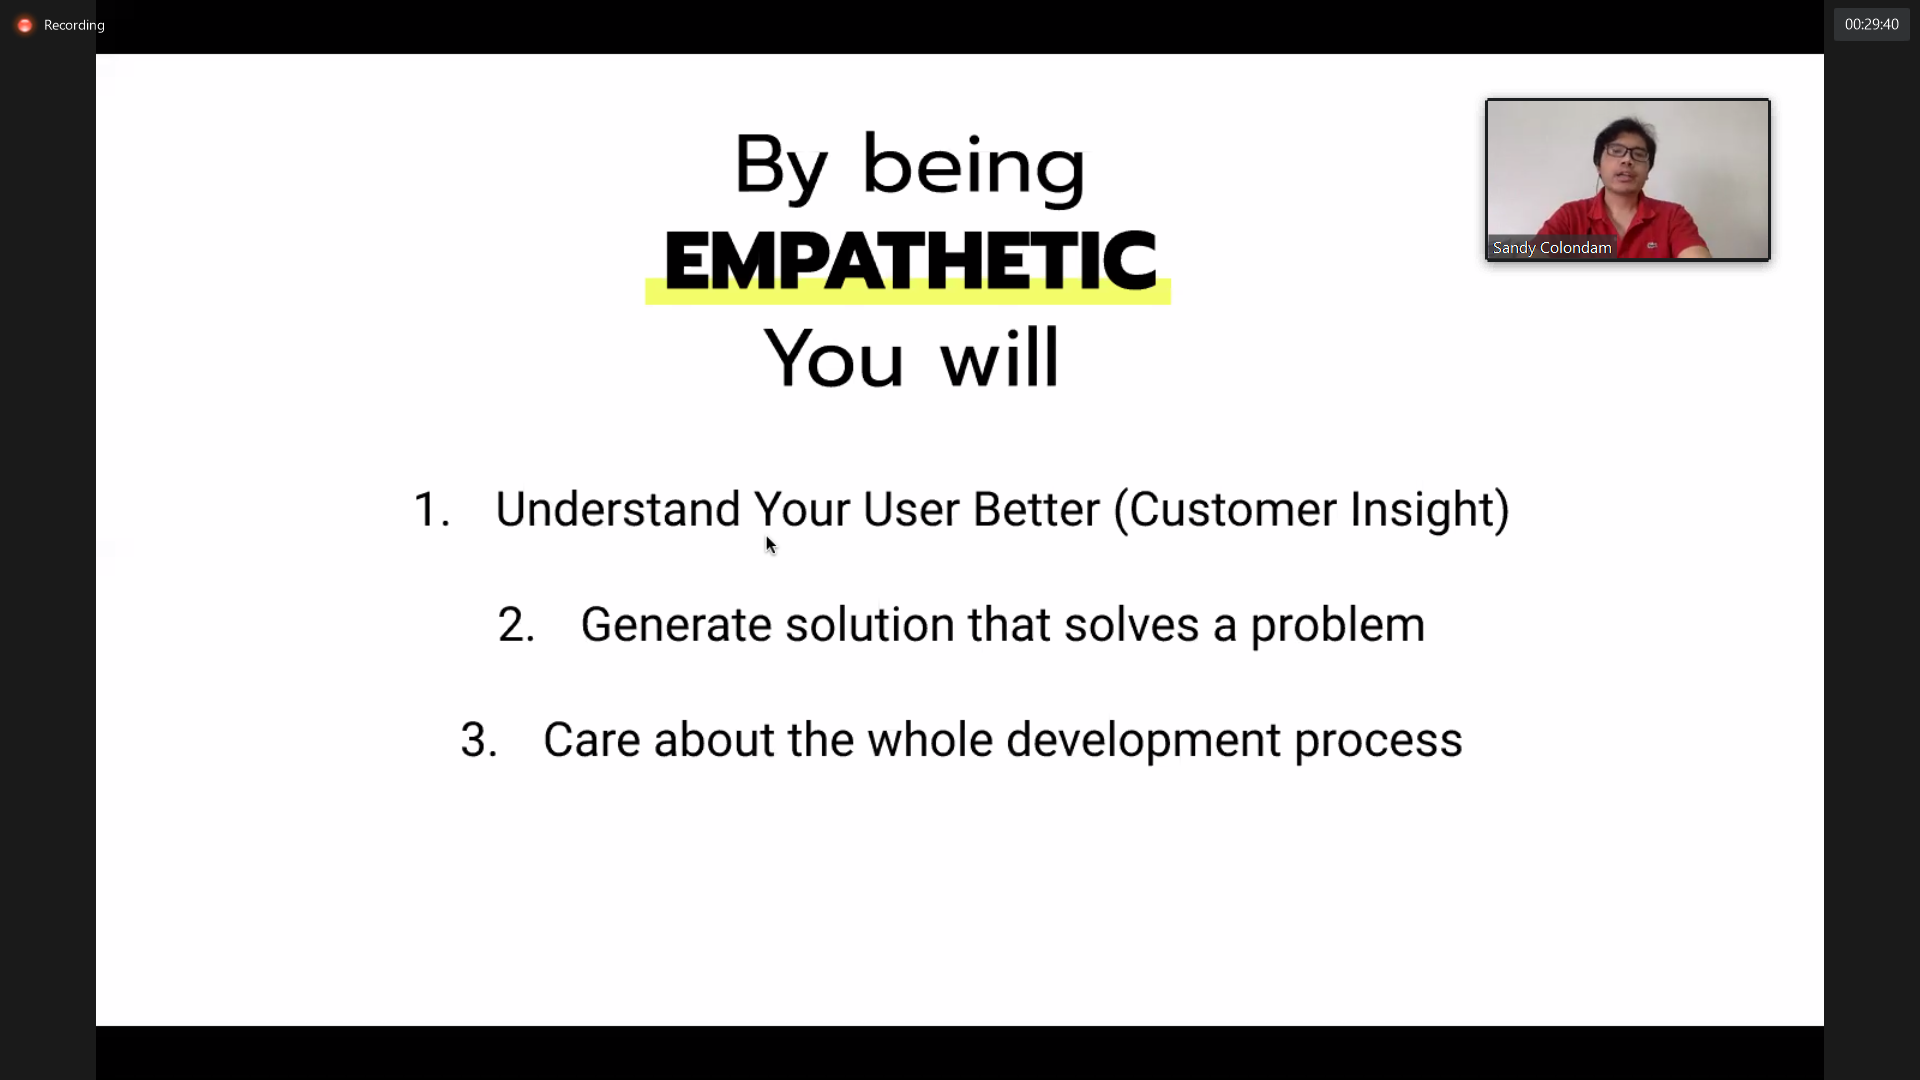 Recording
00:29:40
By being
EMPATHETIC
You will
Sandy Colondam
1. Understand Your User Better (Customer Insight)
2. Generate solution that solves a problem
3. Care about the whole development process